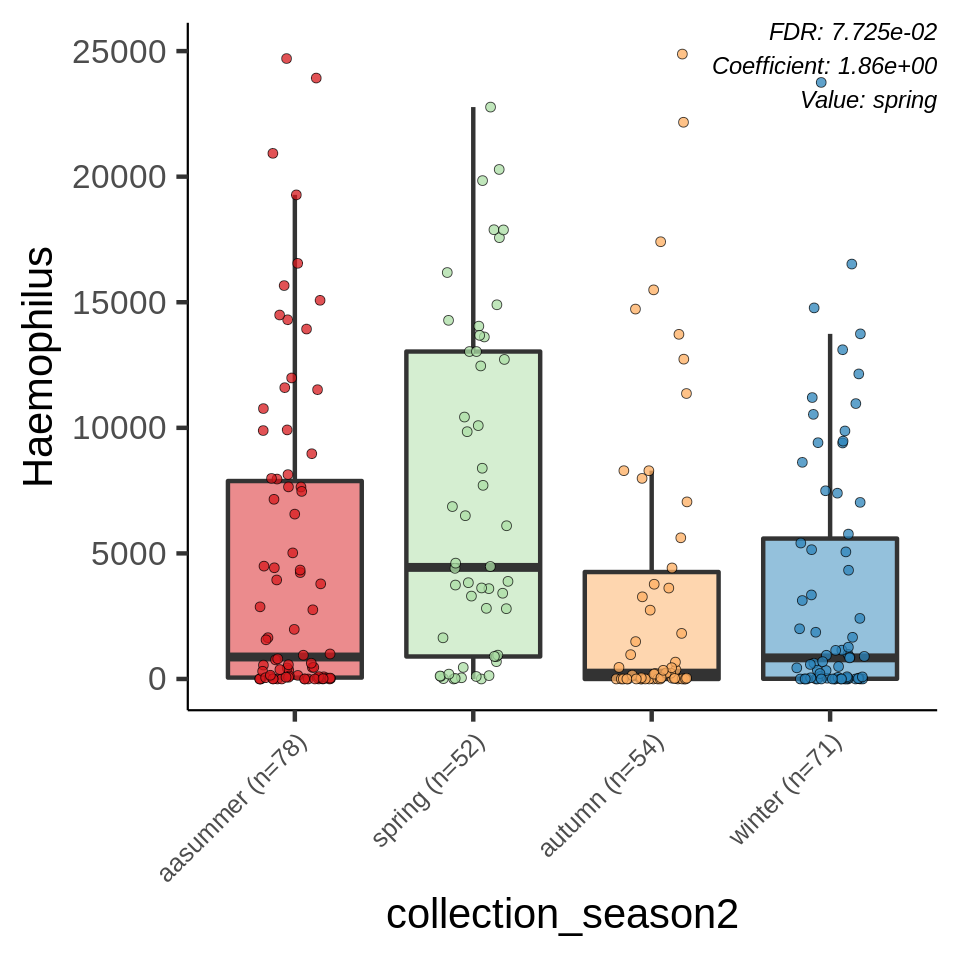 FDR: 7.725e-02
Coefficient: 1.86e+00
Value: spring
Haemophilus
25000
20000
15000
10000
5000
0
aasummer (n=78)
spring (n=52)
autumn (n=54)
winter (n=71)
collection_season2